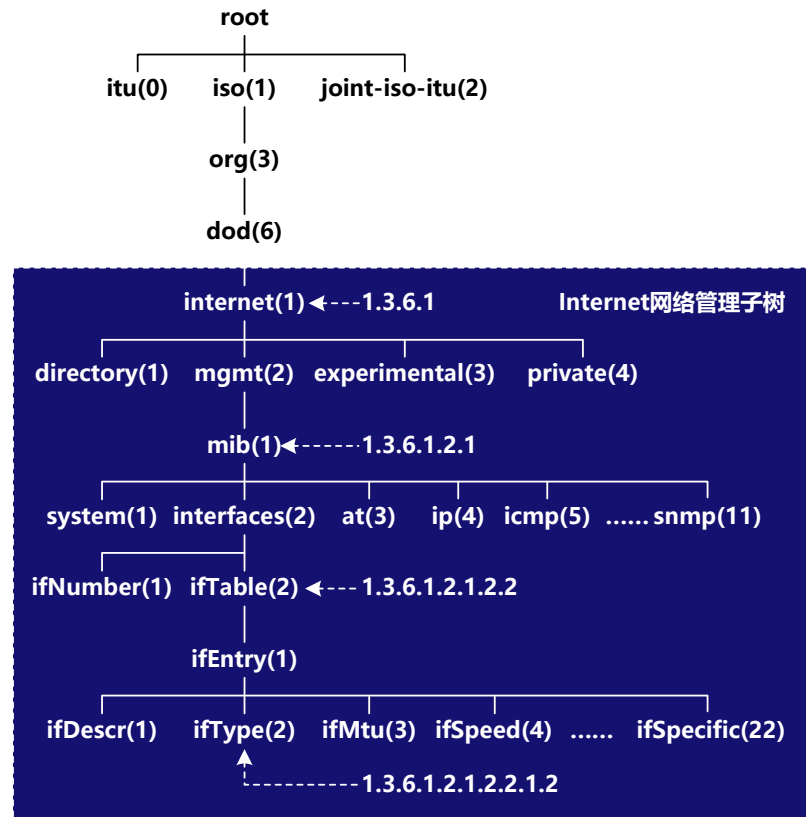 root
itu(0) iso(1) joint-iso-itu(2)
org(3)
dod(6)
internet(1) 1.3.6.1 Internet网络管理子树
directory(1) mgmt(2) experimental(3) private(4)
mib(1) 1.3.6.1.2.1
system(1) interfaces(2) at(3) ip(4) icmp(5) ...... snmp(11)
ifNumber(1) ifTable(2) 1.3.6.1.2.1.2.2
ifEntry(1)
ifDescr(1) ifType(2) ifMtu(3) ifSpeed(4) ...... ifSpecific(22)
1.3.6.1.2.1.2.2.1.2